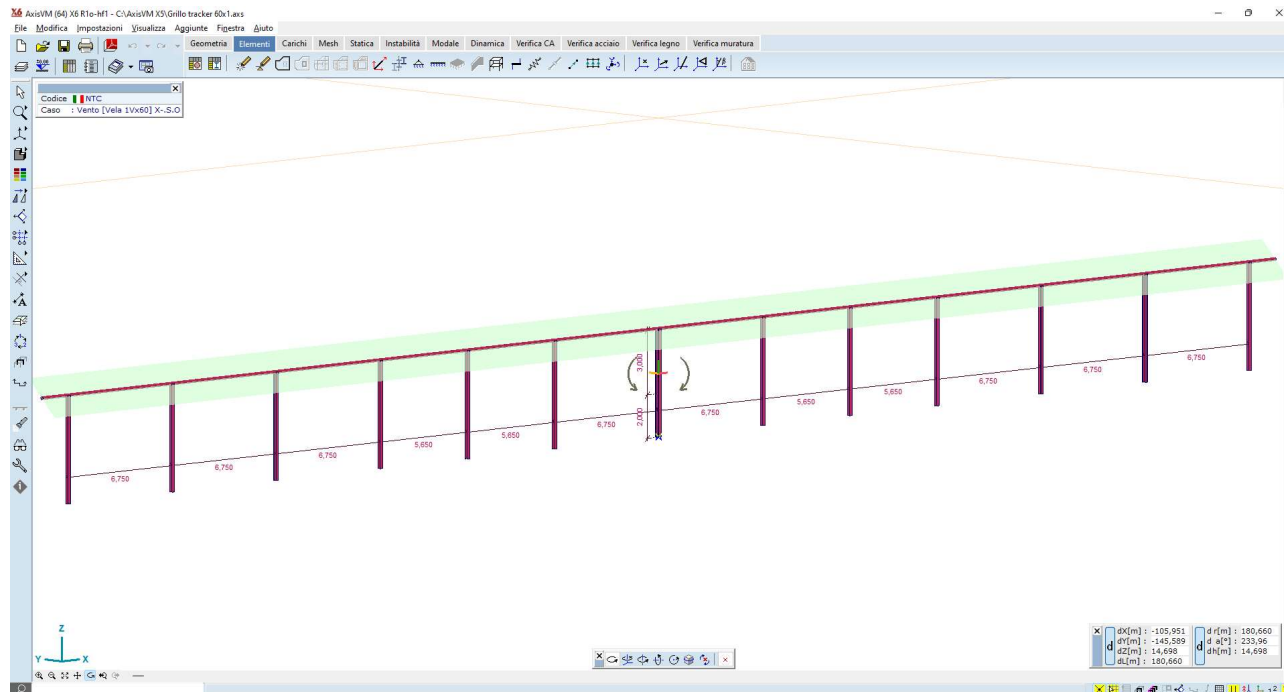 X6 AxisVM (64) X6 R1o-hf1 - C:\AxisVM X5\Grillo tracker 60x1.axs
File Modifica Impostazioni Visualizza Aggiunte Finestra Aiuto
Geometria Elementi Carichi Mesh Statica Instabilità Modale Dinamica Verifica CA Verifica acciaio Verifica legno Verifica muratura
Codice NTC
Caso : Vento [Vela 1Vx60] X-.S.O
3,000
2,000
6,750
6,750
6,750
5,650
5,650
6,750
6,750
5,650
5,650
6,750
6,750
6,750
Z
Y X
d
dX[m] : -105,951
dY[m] : -145,589
dZ[m] : 14,698
dL[m] : 180,660
d
d r[m] : 180,660
d a[°] : 233,96
dh[m] : 14,698